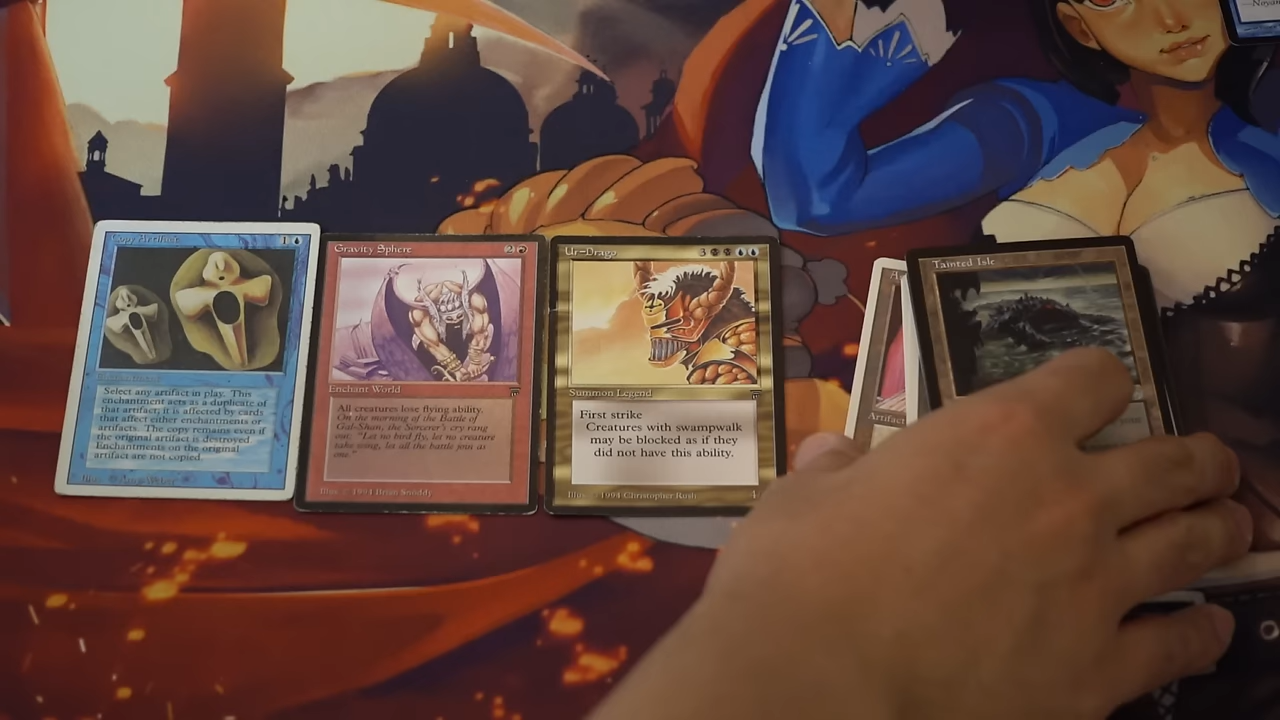 Copy Artifact 1
Select any artifact in play. This
enchantment acts as a duplicate of
that artifact; it is affected by cards
that affect either enchantments or
artifacts. The copy remains even if
the original artifact is destroyed.
Enchantments on the original
artifact are not copied.
Gravity Sphere 2
Enchant World
All creatures lose flying ability.
On the morning of the Battle of
Gal-Shan, the Sorcerer's cry rang
out: "Let no bird fly, let no creature
take wing, let all the battle join as
one."
Illus. © 1994 Brian Snoddy
Ur-Drago 3
Summon Legend
First strike
Creatures with swampwalk
may be blocked as if they
did not have this ability.
Illus. © 1994 Christopher Rush 4
A
Artifact
Tainted Isle